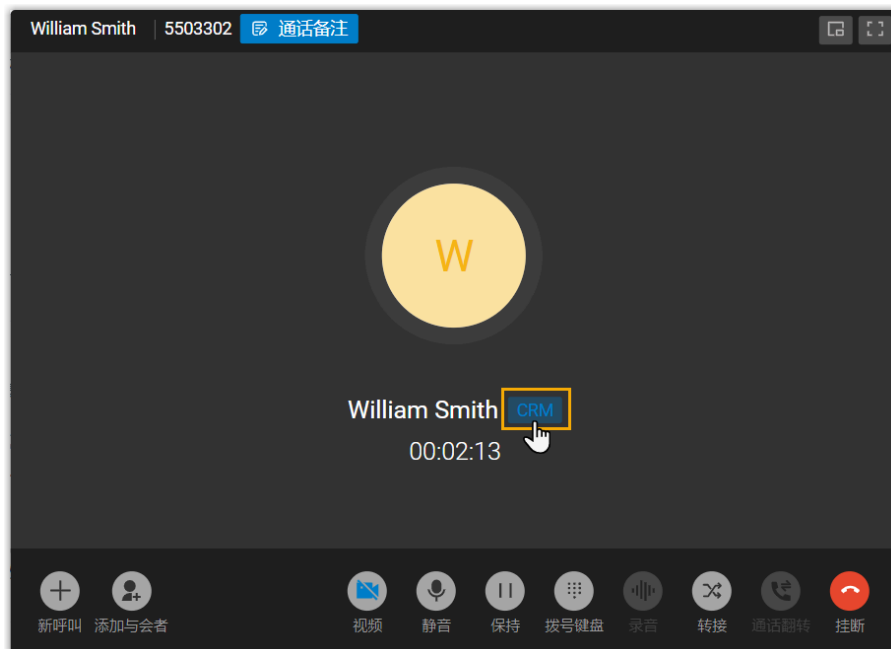 William Smith 5503302 通话备注
W
William Smith CRM
00:02:13
新呼叫 添加与会者 视频 静音 保持 拨号键盘 录音 转接 通话翻转 挂断